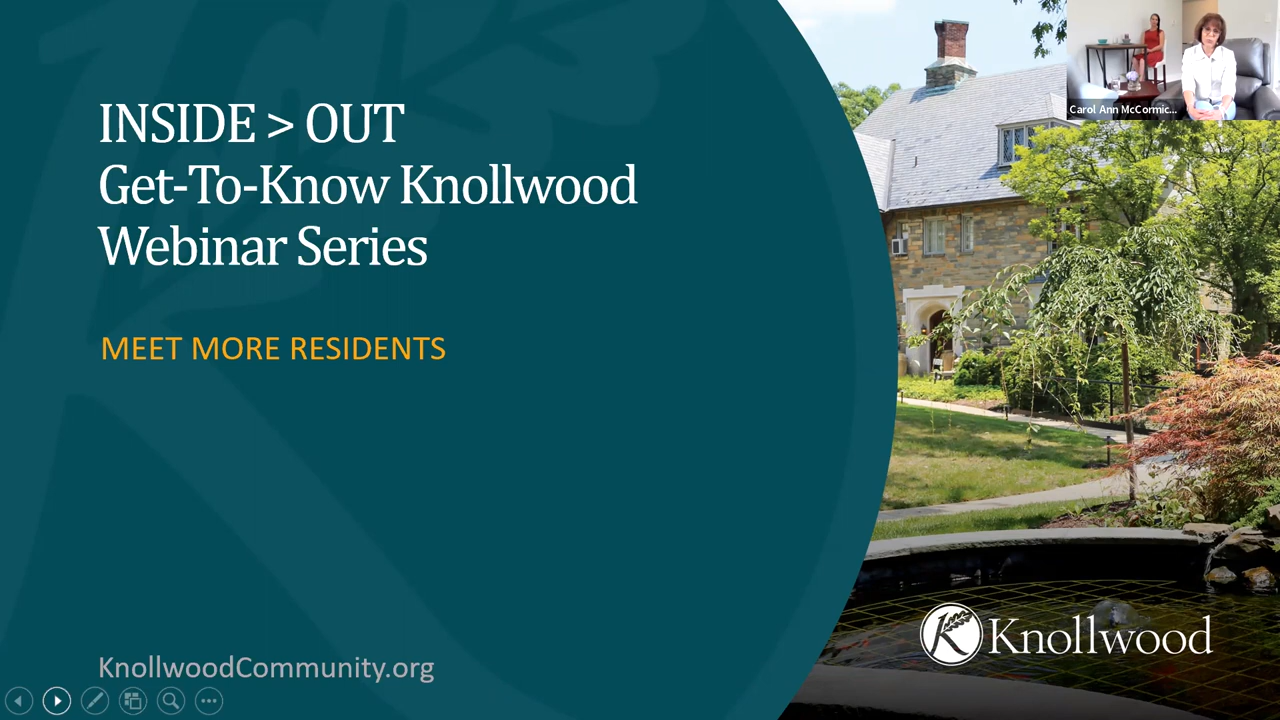 INSIDE > OUT
Get-To-Know Knollwood
Webinar Series
MEET MORE RESIDENTS
KnollwoodCommunity.org
Carol Ann McCormic...
Knollwood